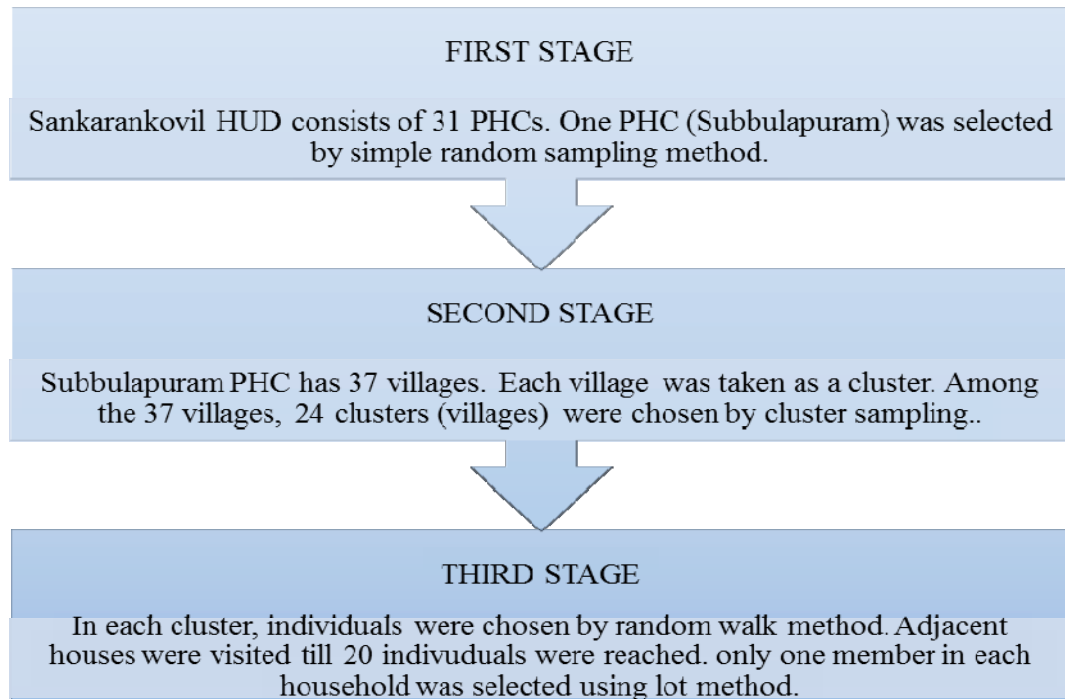 FIRST STAGE
Sankarankovil HUD consists of 31 PHCs. One PHC (Subbulapuram) was selected
by simple random sampling method.
SECOND STAGE
Subbulapuram PHC has 37 villages. Each village was taken as a cluster. Among
the 37 villages, 24 clusters (villages) were chosen by cluster sampling..
THIRD STAGE
In each cluster, individuals were chosen by random walk method. Adjacent
houses were visited till 20 indivuduals were reached. only one member in each
household was selected using lot method.